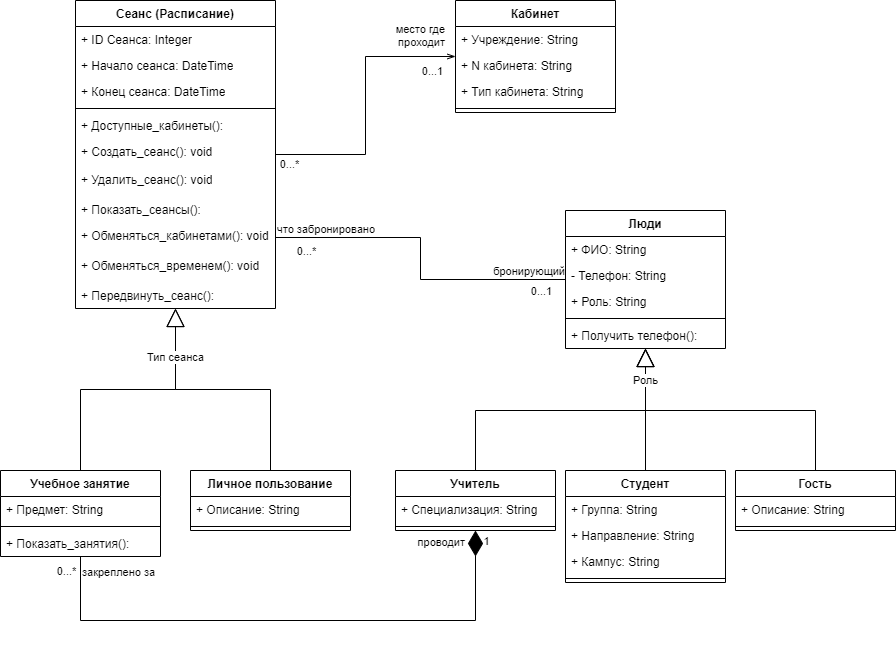 Сеанс (Расписание)
+ ID Сеанса: Integer
+ Начало сеанса: DateTime
+ Конец сеанса: DateTime
+ Доступные_кабинеты():
+ Создать_сеанс(): void
+ Удалить_сеанс(): void
+ Показать_сеансы():
+ Обменяться_кабинетами(): void
+ Обменяться_временем(): void
+ Передвинуть_сеанс():
место где
проходит
0...1
0...*
Кабинет
+ Учреждение: String
+ N кабинета: String
+ Тип кабинета: String
что забронировано
0...*
бронирующий
0...1
Люди
+ ФИО: String
- Телефон: String
+ Роль: String
+ Получить телефон():
Тип сеанса
Роль
Учебное занятие
+ Предмет: String
+ Показать_занятия():
Личное пользование
+ Описание: String
Учитель
+ Специализация: String
Студент
+ Группа: String
+ Направление: String
+ Кампус: String
Гость
+ Описание: String
проводит
1
0...*
закреплено за